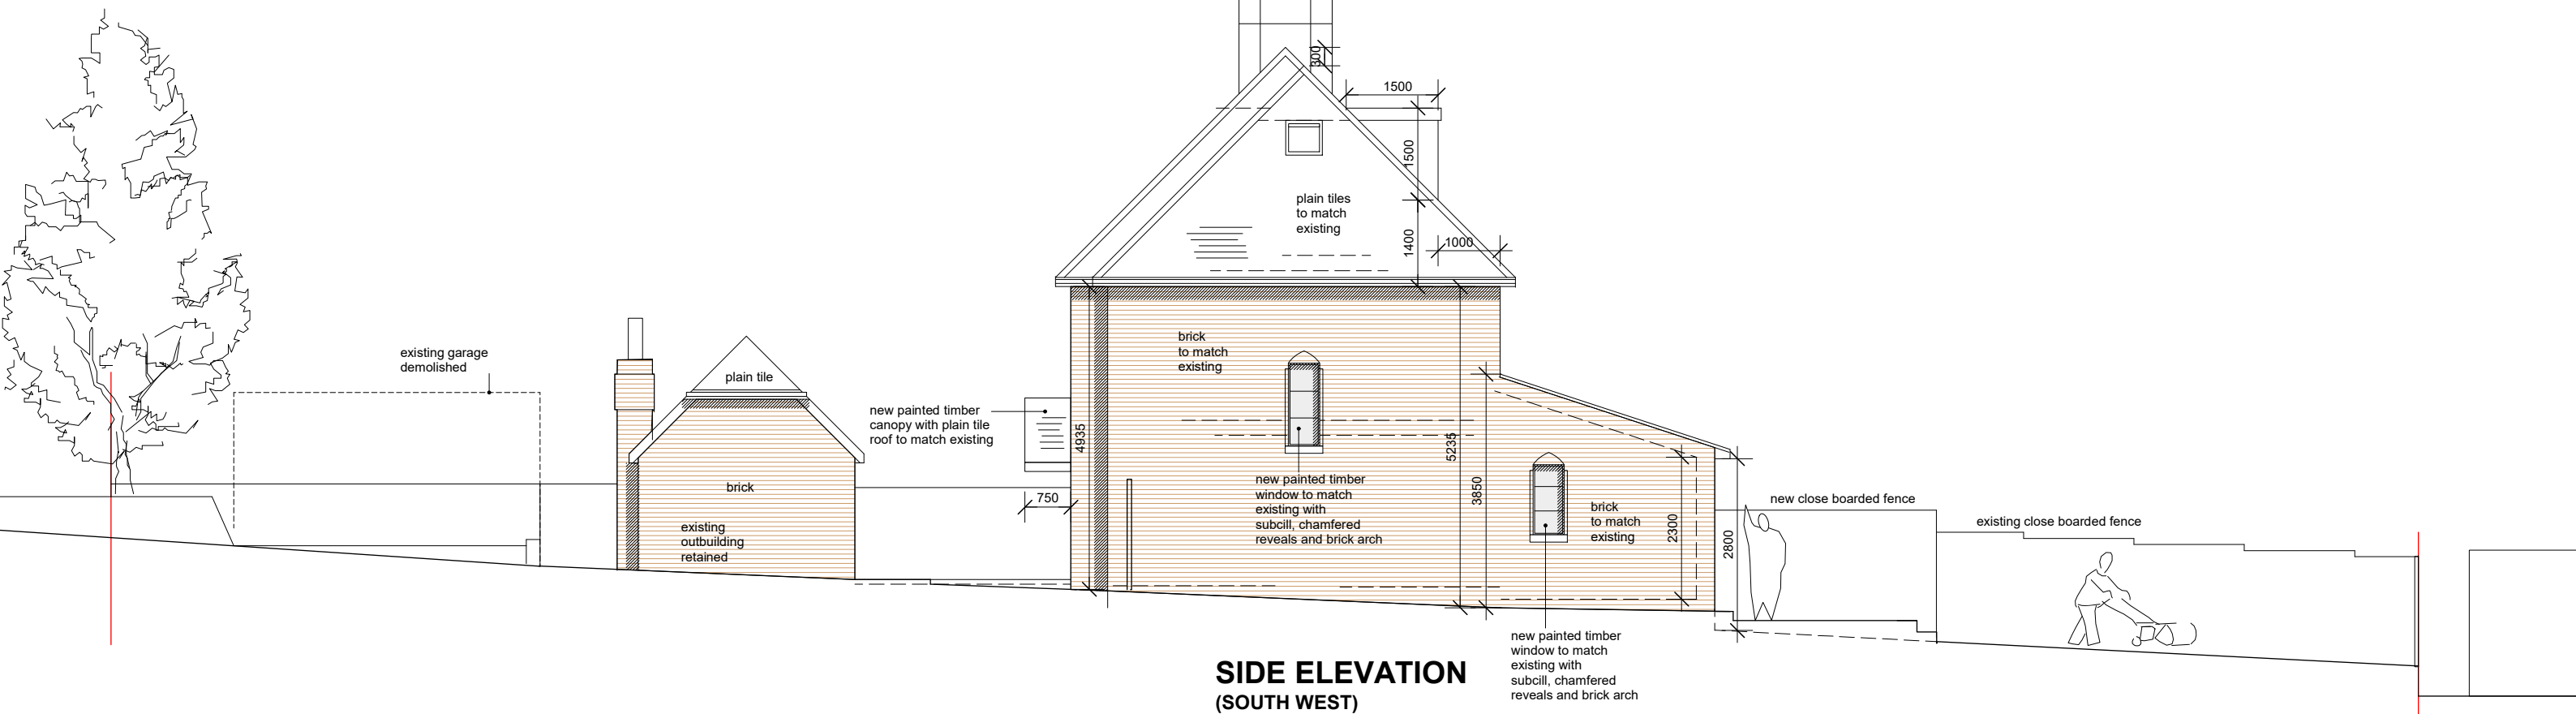 300
1500
1500
plain tiles
to match
existing
1400
1000
existing garage
demolished
plain tile
brick
to match
existing
new painted timber
canopy with plain tile
roof to match existing
4935
5235
brick
750
new painted timber
window to match
existing with
subcill, chamfered
reveals and brick arch
3850
brick
to match
existing
2300
2800
new close boarded fence
existing close boarded fence
existing
outbuilding
retained
new painted timber
window to match
existing with
subcill, chamfered
reveals and brick arch
SIDE ELEVATION
(SOUTH WEST)